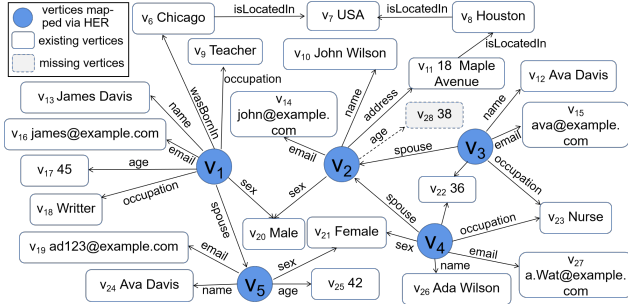 vertices map-
ped via HER
existing vertices
missing vertices
v6 Chicago
isLocatedIn
v7 USA
isLocatedIn
v8 Houston
isLocatedIn
v9 Teacher
v10 John Wilson
v11 18 Maple
Avenue
v12 Ava Davis
v13 James Davis
name
wasBornIn
occupation
v14
john@example.
com
name
address
age
v28 38
name
v15
ava@example.
com
v16 james@example.com
email
email
v2
email
v3
v17 45
age
v1
spouse
occupation
v18 Writter
occupation
sex
sex
v22 36
spouse
spouse
v20 Male
v21 Female
sex
v4
occupation
v23 Nurse
v19 ad123@example.com
email
sex
email
name
v27
a.Wat@example.
com
v24 Ava Davis
name
v5
age
v25 42
v26 Ada Wilson